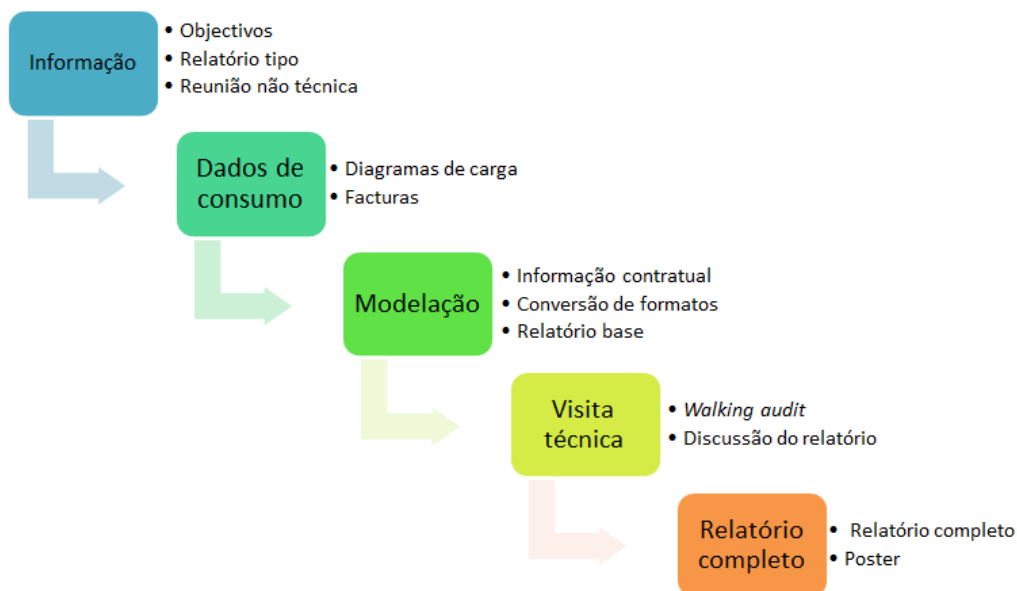 Informação
• Objectivos
• Relatório tipo
• Reunião não técnica
Dados de
consumo
• Diagramas de carga
• Facturas
Modelação
• Informação contratual
• Conversão de formatos
• Relatório base
Visita
técnica
• Walking audit
• Discussão do relatório
Relatório
completo
• Relatório completo
• Poster